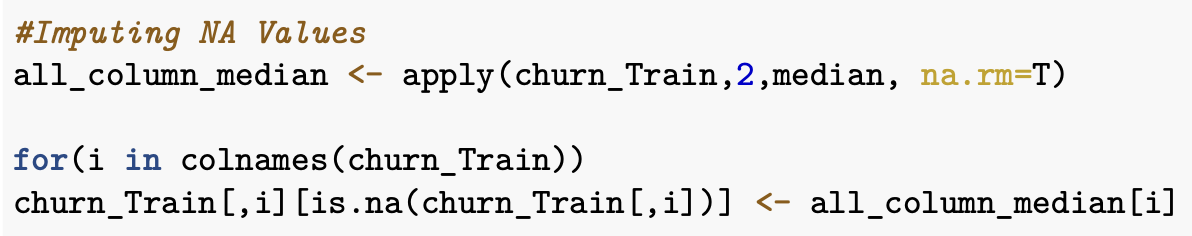 #Imputing NA Values
all_column_median <- apply(churn_Train,2,median, na.rm=T)
for(i in colnames(churn_Train))
churn_Train[,i][is.na(churn_Train[,i])] <- all_column_median[i]